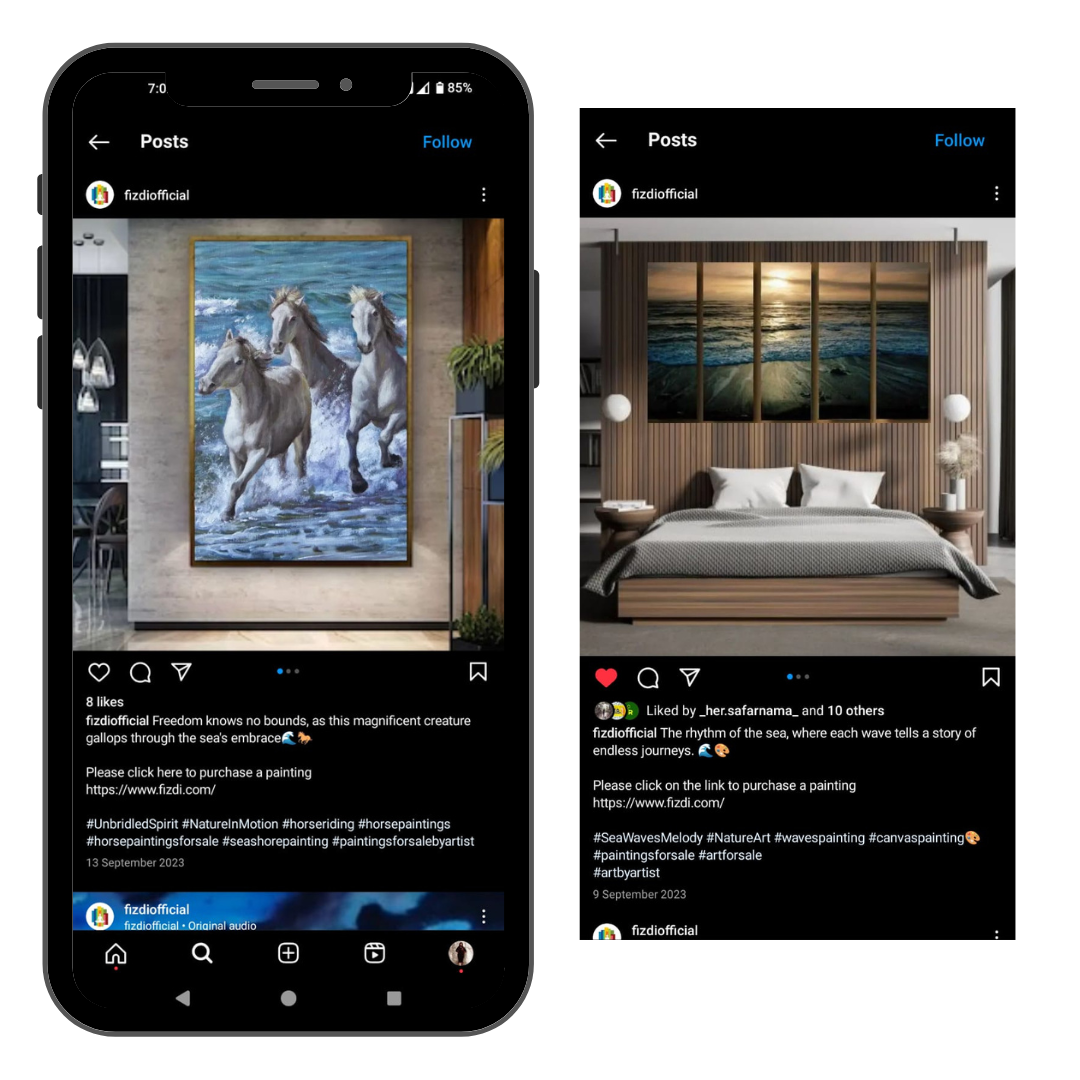 7:0
85%
Posts
Follow
fizdiofficial
8 likes
fizdiofficial Freedom knows no bounds, as this magnificent creature
gallops through the sea's embrace🌊🐎
Please click here to purchase a painting
https://www.fizdi.com/
#UnbridledSpirit #NatureInMotion #horseriding #horsepaintings
#horsepaintingsforsale #seashorepainting #paintingsforsalebyartist
13 September 2023
fizdiofficial
fizdiofficial • Original audio
Posts
Follow
fizdiofficial
Liked by _her.safarnama_ and 10 others
fizdiofficial The rhythm of the sea, where each wave tells a story of
endless journeys. 🌊🎨
Please click on the link to purchase a painting
https://www.fizdi.com/
#SeaWavesMelody #NatureArt #wavespainting #canvaspainting🎨
#paintingsforsale #artforsale
#artbyartist
9 September 2023
fizdiofficial